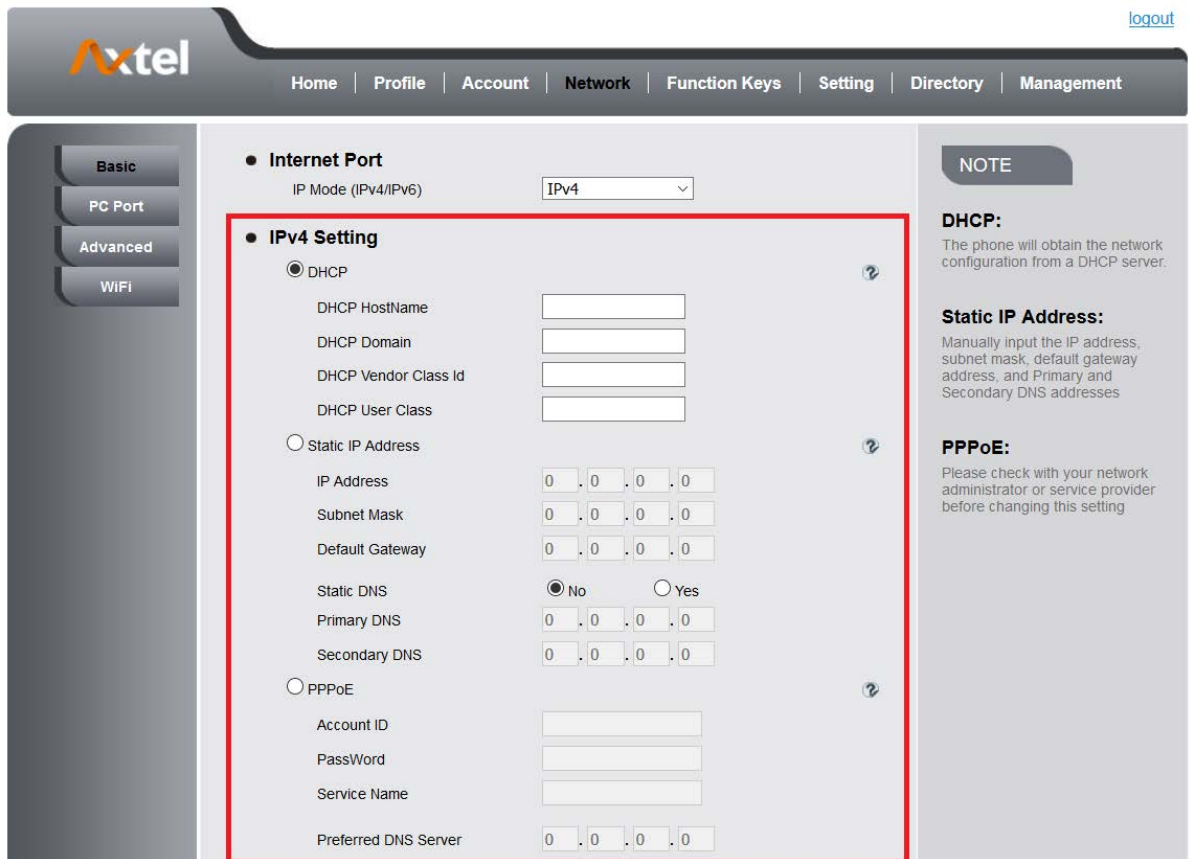 logout
Axtel
Home | Profile | Account | Network | Function Keys | Setting | Directory | Management
Basic
PC Port
Advanced
WiFi
Internet Port
IP Mode (IPv4/IPv6) IPv4
IPv4 Setting
DHCP
DHCP HostName
DHCP Domain
DHCP Vendor Class Id
DHCP User Class
Static IP Address
IP Address 0 . 0 . 0 . 0
Subnet Mask 0 . 0 . 0 . 0
Default Gateway 0 . 0 . 0 . 0
Static DNS No Yes
Primary DNS 0 . 0 . 0 . 0
Secondary DNS 0 . 0 . 0 . 0
PPPoE
Account ID
PassWord
Service Name
Preferred DNS Server 0 . 0 . 0 . 0
NOTE
DHCP:
The phone will obtain the network
configuration from a DHCP server.
Static IP Address:
Manually input the IP address,
subnet mask, default gateway
address, and Primary and
Secondary DNS addresses
PPPoE:
Please check with your network
administrator or service provider
before changing this setting